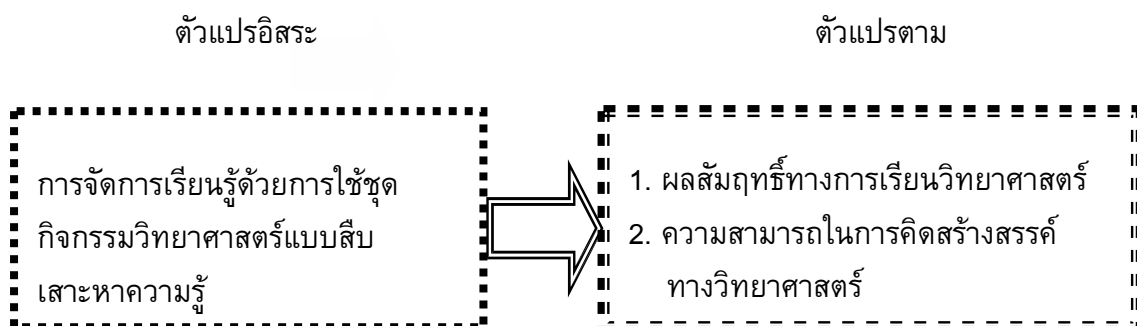 ตัวแปรอิสระ
ตัวแปรตาม
การจัดการเรียนรู้ด้วยการใช้ชุด
กิจกรรมวิทยาศาสตร์แบบสืบ
เสาะหาความรู้
1. ผลสัมฤทธิ์ทางการเรียนวิทยาศาสตร์
2. ความสามารถในการคิดสร้างสรรค์
ทางวิทยาศาสตร์